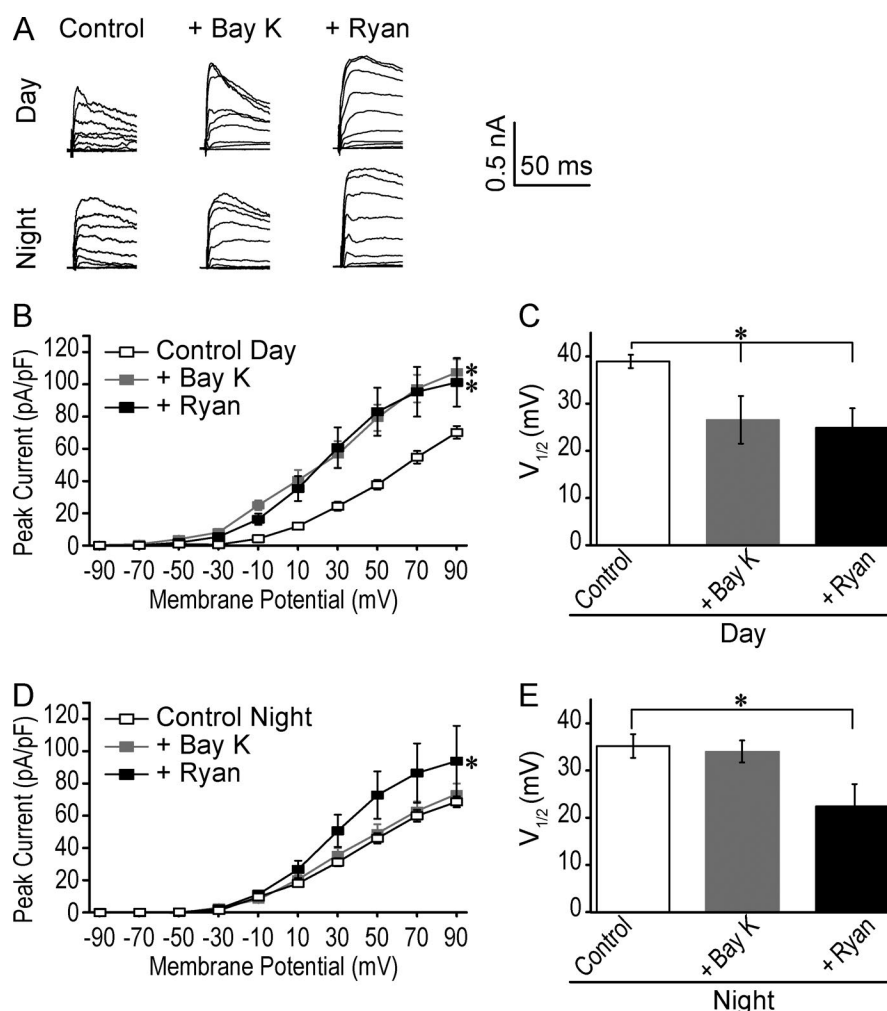 A Control + Bay K + Ryan
Day
Night
0.5 nA
50 ms
B
120
100
80
60
40
20
0
Peak Current (pA/pF)
Control Day
+ Bay K
+ Ryan
*
*
-90 -70 -50 -30 -10 10 30 50 70 90
Membrane Potential (mV)
C
40
30
20
10
0
V1/2 (mV)
*
Control
+ Bay K
+ Ryan
Day
D
120
100
80
60
40
20
0
Peak Current (pA/pF)
Control Night
+ Bay K
+ Ryan
*
-90 -70 -50 -30 -10 10 30 50 70 90
Membrane Potential (mV)
E
40
30
20
10
0
V1/2 (mV)
*
Control
+ Bay K
+ Ryan
Night